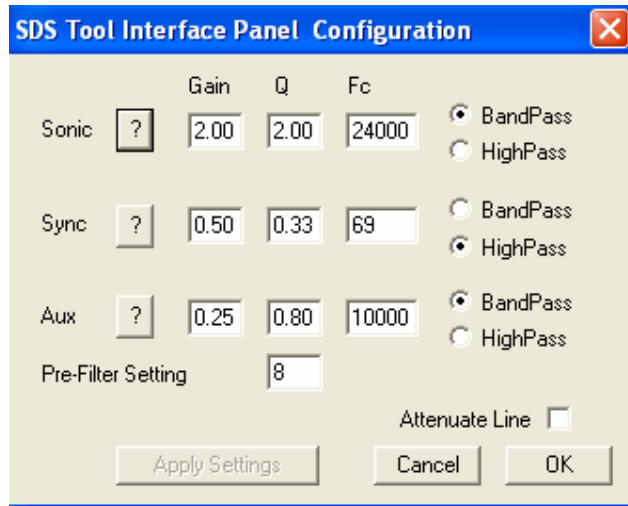 SDS Tool Interface Panel Configuration
Gain Q Fc
Sonic ? 2.00 2.00 24000 BandPass
HighPass
Sync ? 0.50 0.33 69 BandPass
HighPass
Aux ? 0.25 0.80 10000 BandPass
HighPass
Pre-Filter Setting 8
Attenuate Line
Apply Settings Cancel OK